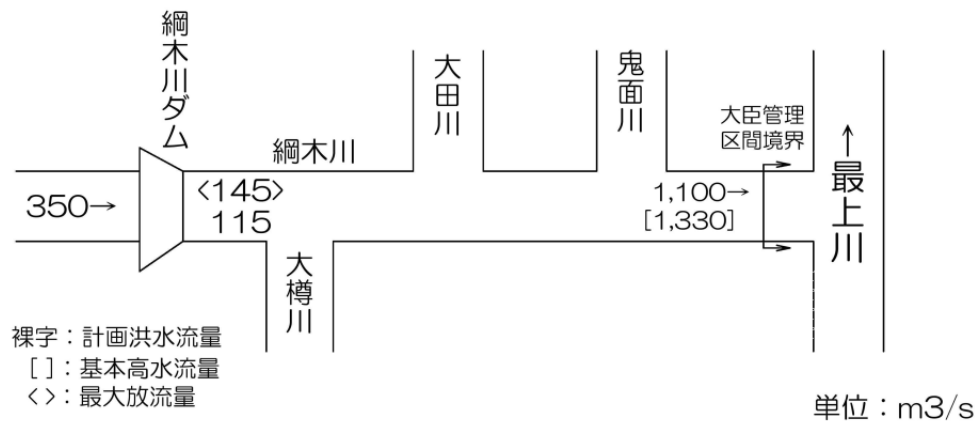 綱木川ダム
大田川
鬼面川
大臣管理
区間境界
綱木川
350→
<145>
115
1,100→
[1,330]
↑最上川
大樽川
裸字：計画洪水流量
[ ]：基本高水流量
< >：最大放流量
単位：m3/s